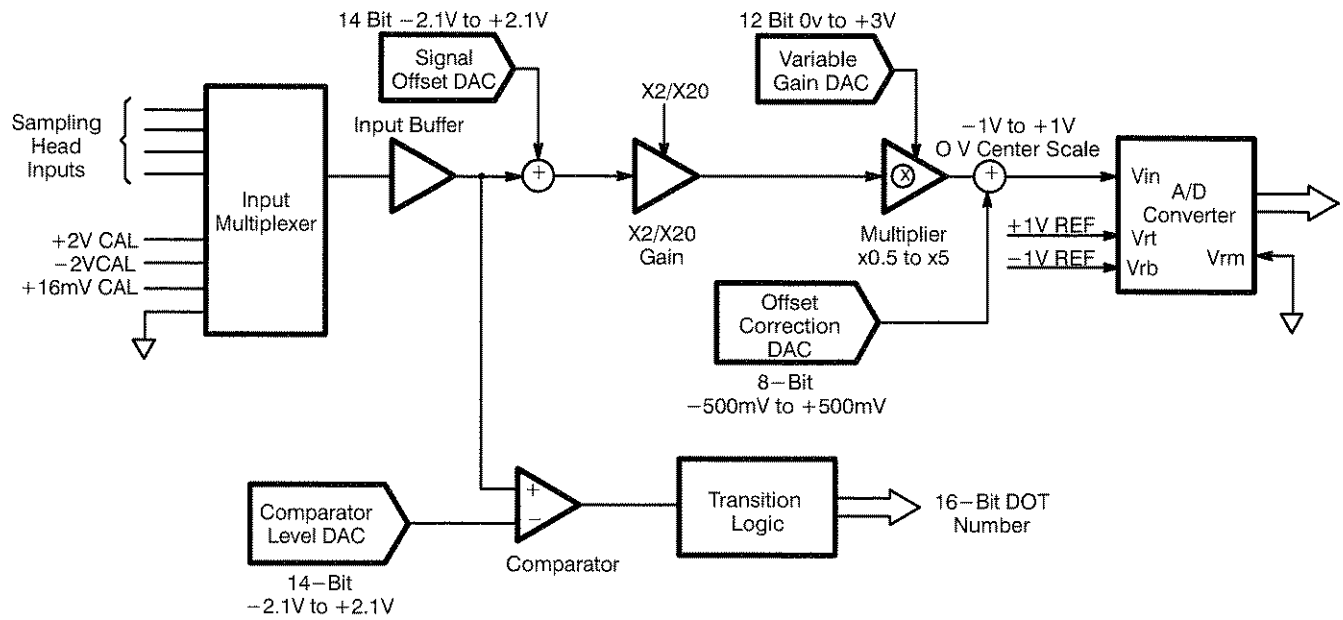 14 Bit −2.1V to +2.1V
Signal
Offset DAC
12 Bit 0v to +3V
Variable
Gain DAC
X2/X20
Sampling
Head
Inputs
Input Buffer
Input
Multiplexer
+
−1V to +1V
O V Center Scale
x
+
Vin
A/D
Converter
+1V REF
Vrt
−1V REF
Vrb
Vrm
X2/X20
Gain
Multiplier
x0.5 to x5
+2V CAL
−2VCAL
+16mV CAL
Offset
Correction
DAC
8−Bit
−500mV to +500mV
Comparator
Level DAC
14−Bit
−2.1V to +2.1V
+
−
Comparator
Transition
Logic
16−Bit DOT
Number